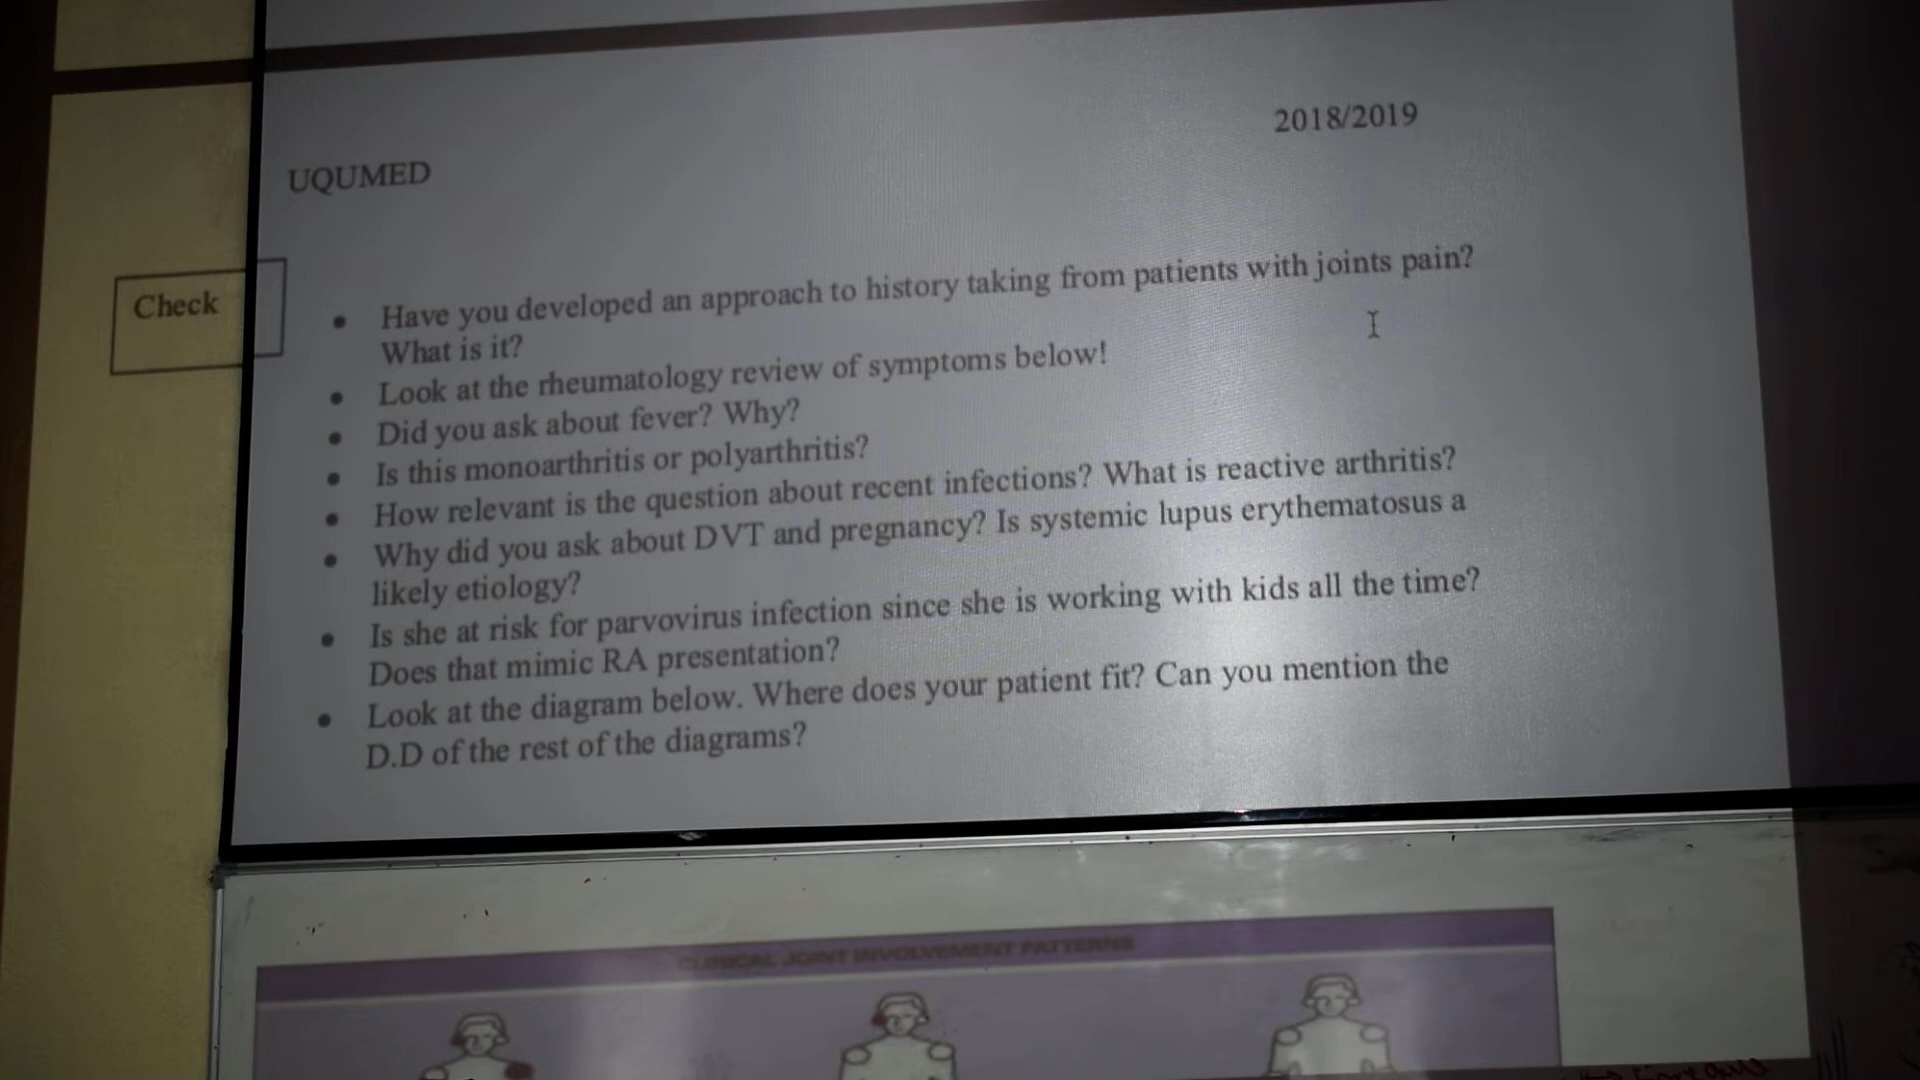 2018/2019
UQUMED
Check
• Have you developed an approach to history taking from patients with joints pain?
What is it?
• Look at the rheumatology review of symptoms below!
• Did you ask about fever? Why?
• Is this monoarthritis or polyarthritis?
• How relevant is the question about recent infections? What is reactive arthritis?
• Why did you ask about DVT and pregnancy? Is systemic lupus erythematosus a
likely etiology?
• Is she at risk for parvovirus infection since she is working with kids all the time?
Does that mimic RA presentation?
• Look at the diagram below. Where does your patient fit? Can you mention the
D.D of the rest of the diagrams?
CLINICAL JOINT INVOLVEMENT PATTERNS